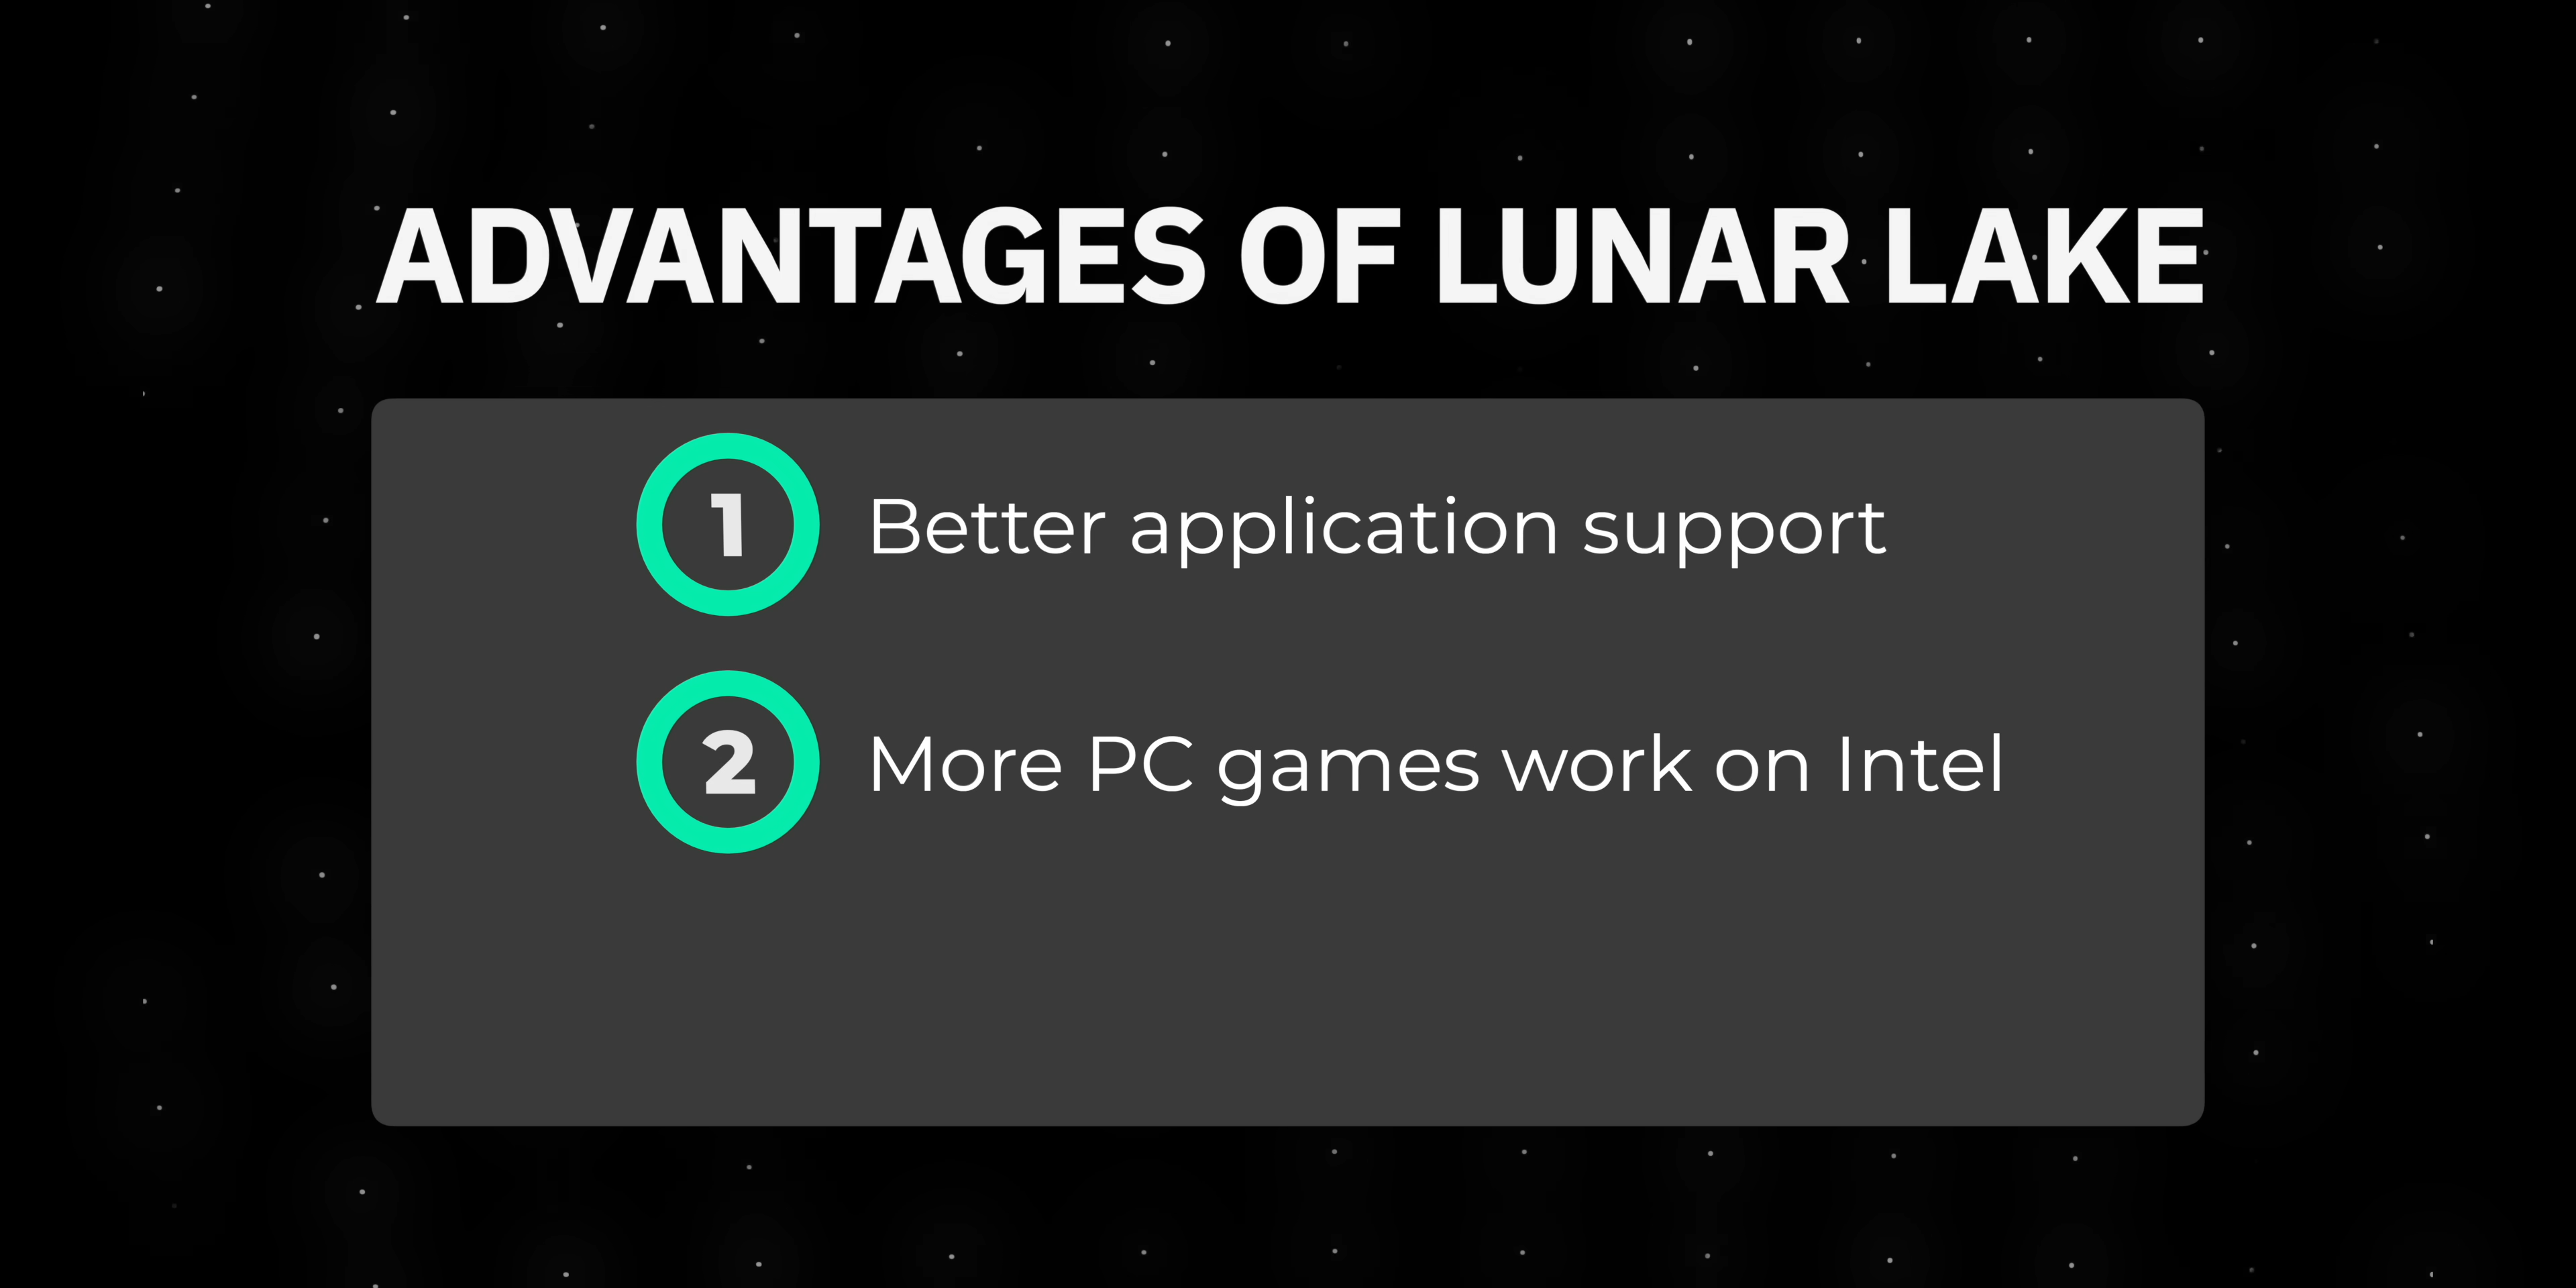 ADVANTAGES OF LUNAR LAKE
1 Better application support
2 More PC games work on Intel